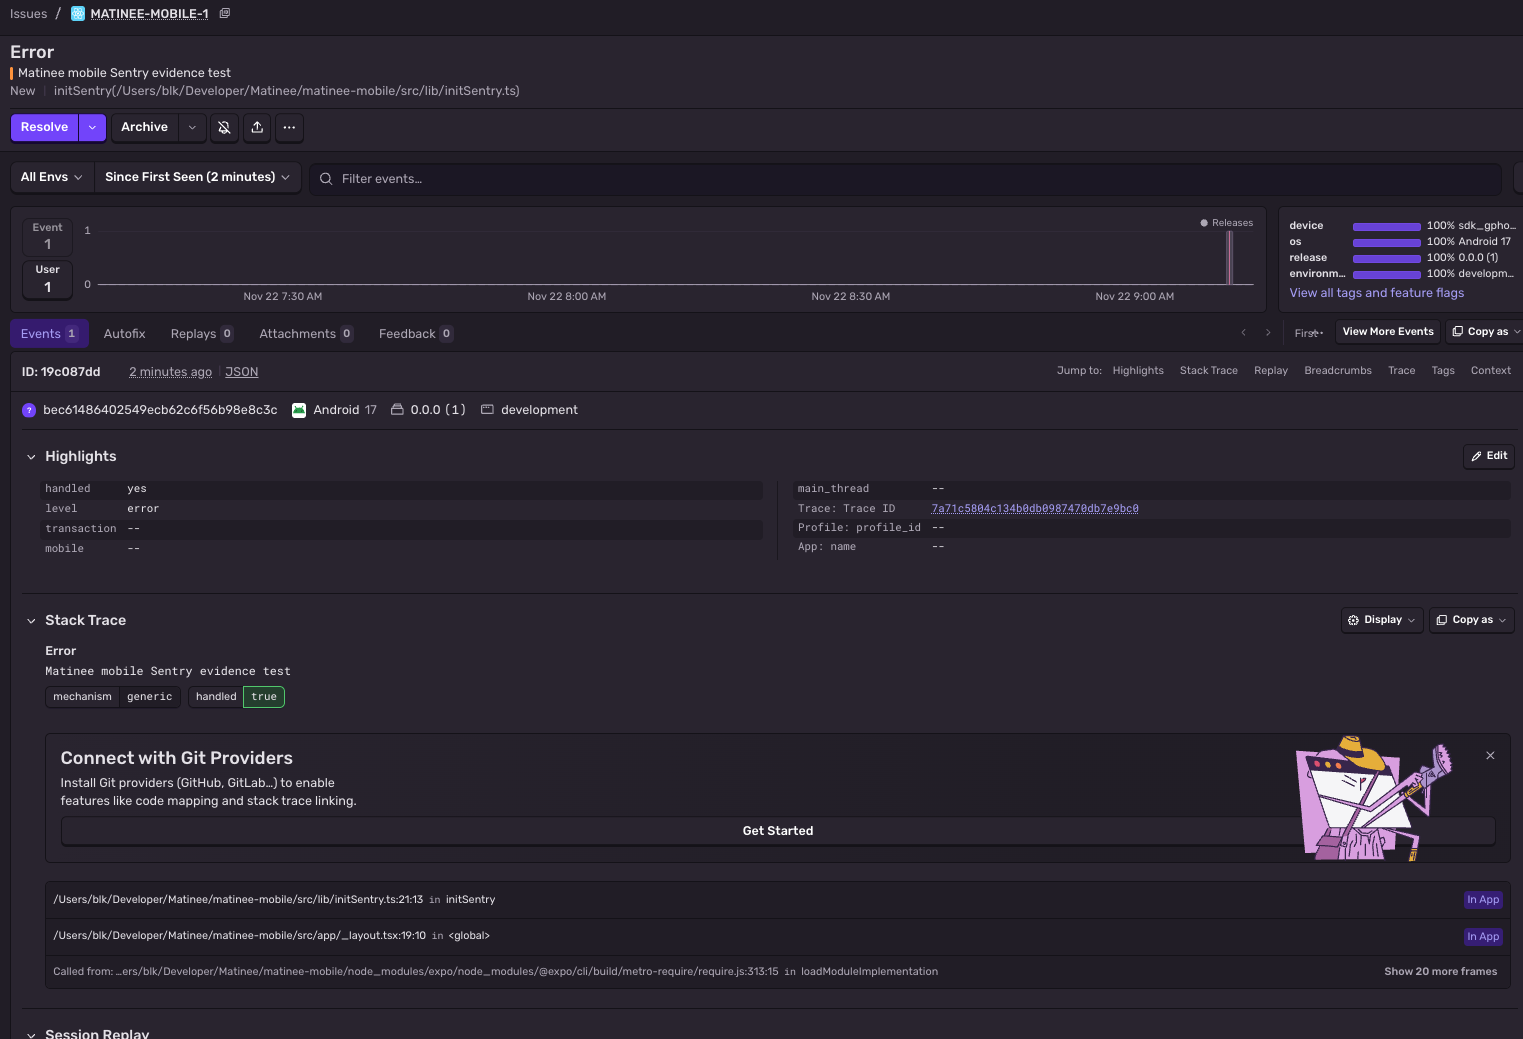 Issues / MATINEE-MOBILE-1
Error
Matinee mobile Sentry evidence test
New initSentry(/Users/blk/Developer/Matinee/matinee-mobile/src/lib/initSentry.ts)
Resolve Archive
All Envs Since First Seen (2 minutes) Filter events…
Event
1
User
1
1
0
Releases
Nov 22 7:30 AM Nov 22 8:00 AM Nov 22 8:30 AM Nov 22 9:00 AM
device 100% sdk_gpho…
os 100% Android 17
release 100% 0.0.0 (1)
environm… 100% developm…
View all tags and feature flags
Events 1 Autofix Replays 0 Attachments 0 Feedback 0 First View More Events Copy as
ID: 19c087dd 2 minutes ago JSON Jump to: Highlights Stack Trace Replay Breadcrumbs Trace Tags Context
? bec61486402549ecb62c6f56b98e8c3c Android 17 0.0.0 (1) development
Highlights Edit
handled yes
level error
transaction --
mobile --
main_thread --
Trace: Trace ID 7a71c5804c134b0db0987470db7e9bc0
Profile: profile_id --
App: name --
Stack Trace Display Copy as
Error
Matinee mobile Sentry evidence test
mechanism generic handled true
Connect with Git Providers
Install Git providers (GitHub, GitLab…) to enable
features like code mapping and stack trace linking.
Get Started
/Users/blk/Developer/Matinee/matinee-mobile/src/lib/initSentry.ts:21:13 in initSentry In App
/Users/blk/Developer/Matinee/matinee-mobile/src/app/_layout.tsx:19:10 in <global> In App
Called from: …ers/blk/Developer/Matinee/matinee-mobile/node_modules/expo/node_modules/@expo/cli/build/metro-require/require.js:313:15 in loadModuleImplementation Show 20 more frames
Session Replay